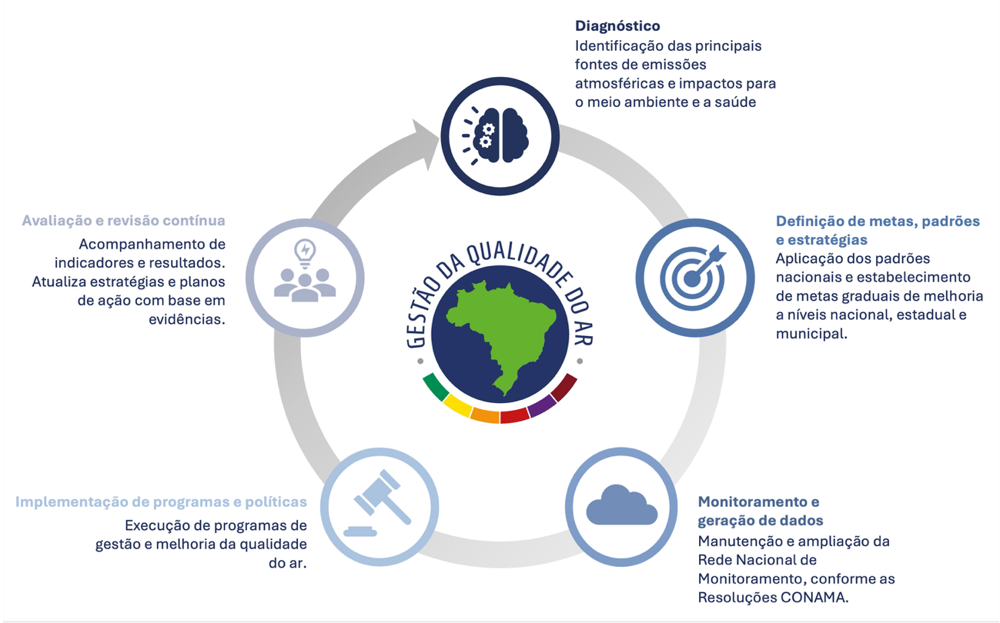 Diagnóstico
Identificação das principais
fontes de emissões
atmosféricas e impactos para
o meio ambiente e a saúde
Definição de metas, padrões
e estratégias
Aplicação dos padrões
nacionais e estabelecimento
de metas graduais de melhoria
a níveis nacional, estadual e
municipal.
Monitoramento e
geração de dados
Manutenção e ampliação da
Rede Nacional de
Monitoramento, conforme as
Resoluções CONAMA.
Implementação de programas e políticas
Execução de programas de
gestão e melhoria da qualidade
do ar.
Avaliação e revisão contínua
Acompanhamento de
indicadores e resultados.
Atualiza estratégias e planos
de ação com base em
evidências.
GESTÃO DA QUALIDADE DO AR